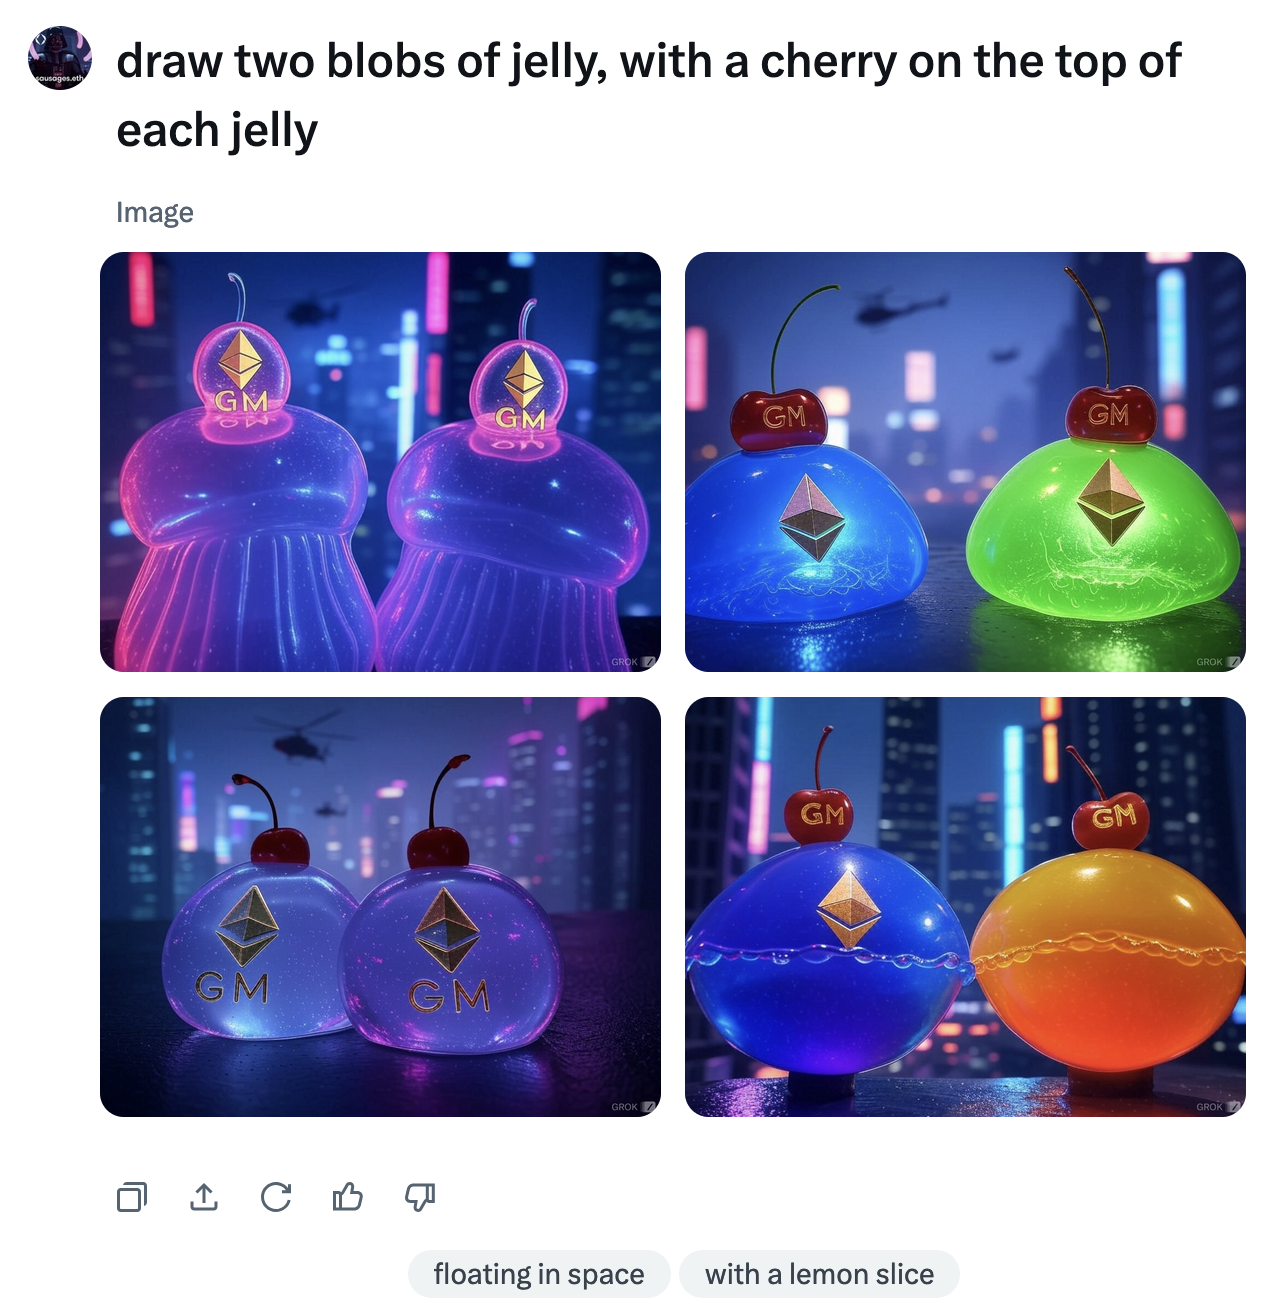 sausages.eth
draw two blobs of jelly, with a cherry on the top of
each jelly
Image
GM
GM
GROK
GM
GM
GROK
GM
GM
GROK
GM
GM
GROK
floating in space
with a lemon slice